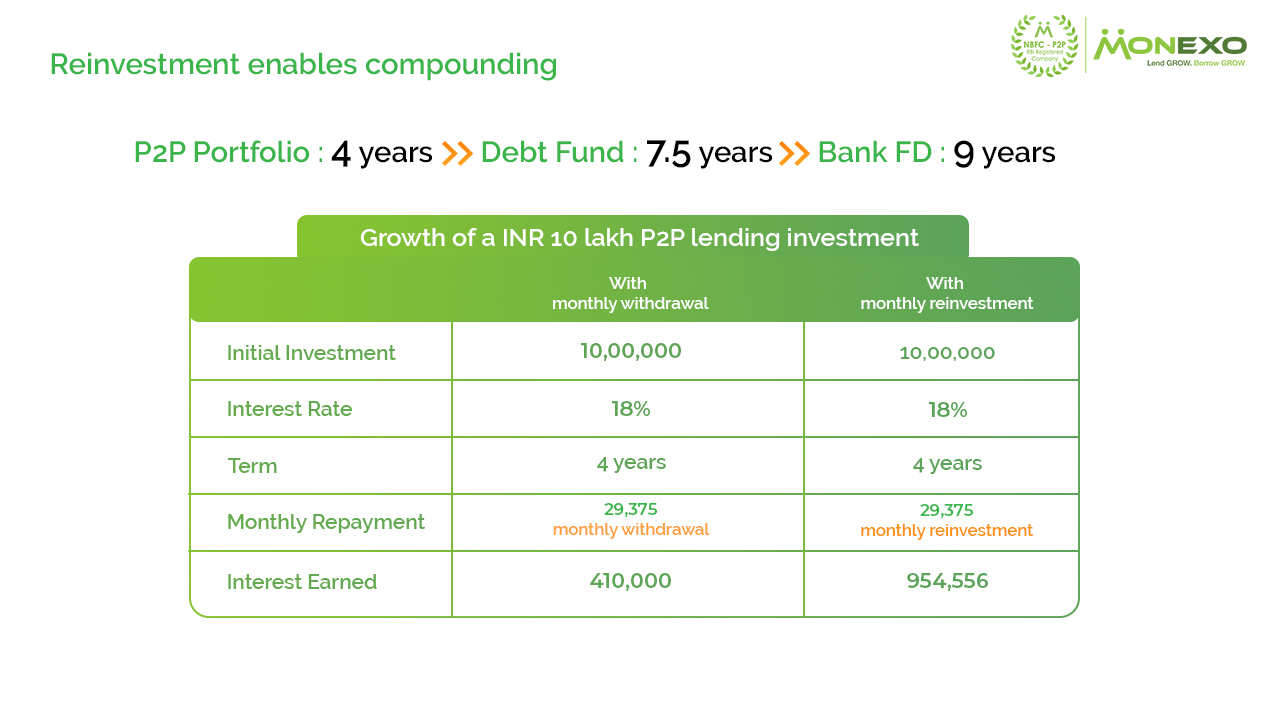 Reinvestment enables compounding
NBFC - P2P
RBI Registered
Company
MONEXO
Lend GROW. Borrow GROW
P2P Portfolio : 4 years >> Debt Fund : 7.5 years >> Bank FD : 9 years
Growth of a INR 10 lakh P2P lending investment
With
monthly withdrawal
With
monthly reinvestment
Initial Investment 10,00,000 10,00,000
Interest Rate 18% 18%
Term 4 years 4 years
Monthly Repayment
29,375
monthly withdrawal
29,375
monthly reinvestment
Interest Earned 410,000 954,556